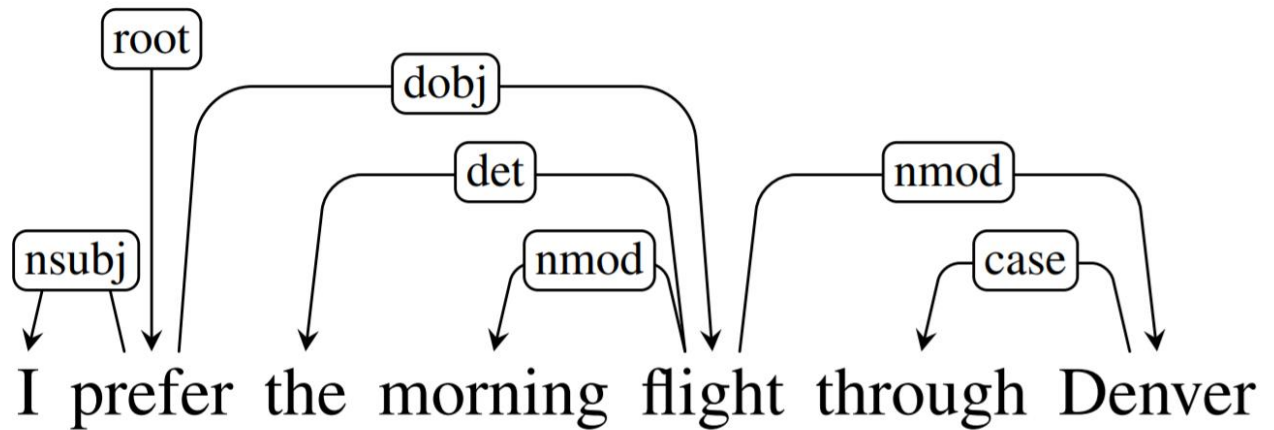 root
dobj
det
nmod
nsubj
nmod
case
I prefer the morning flight through Denver